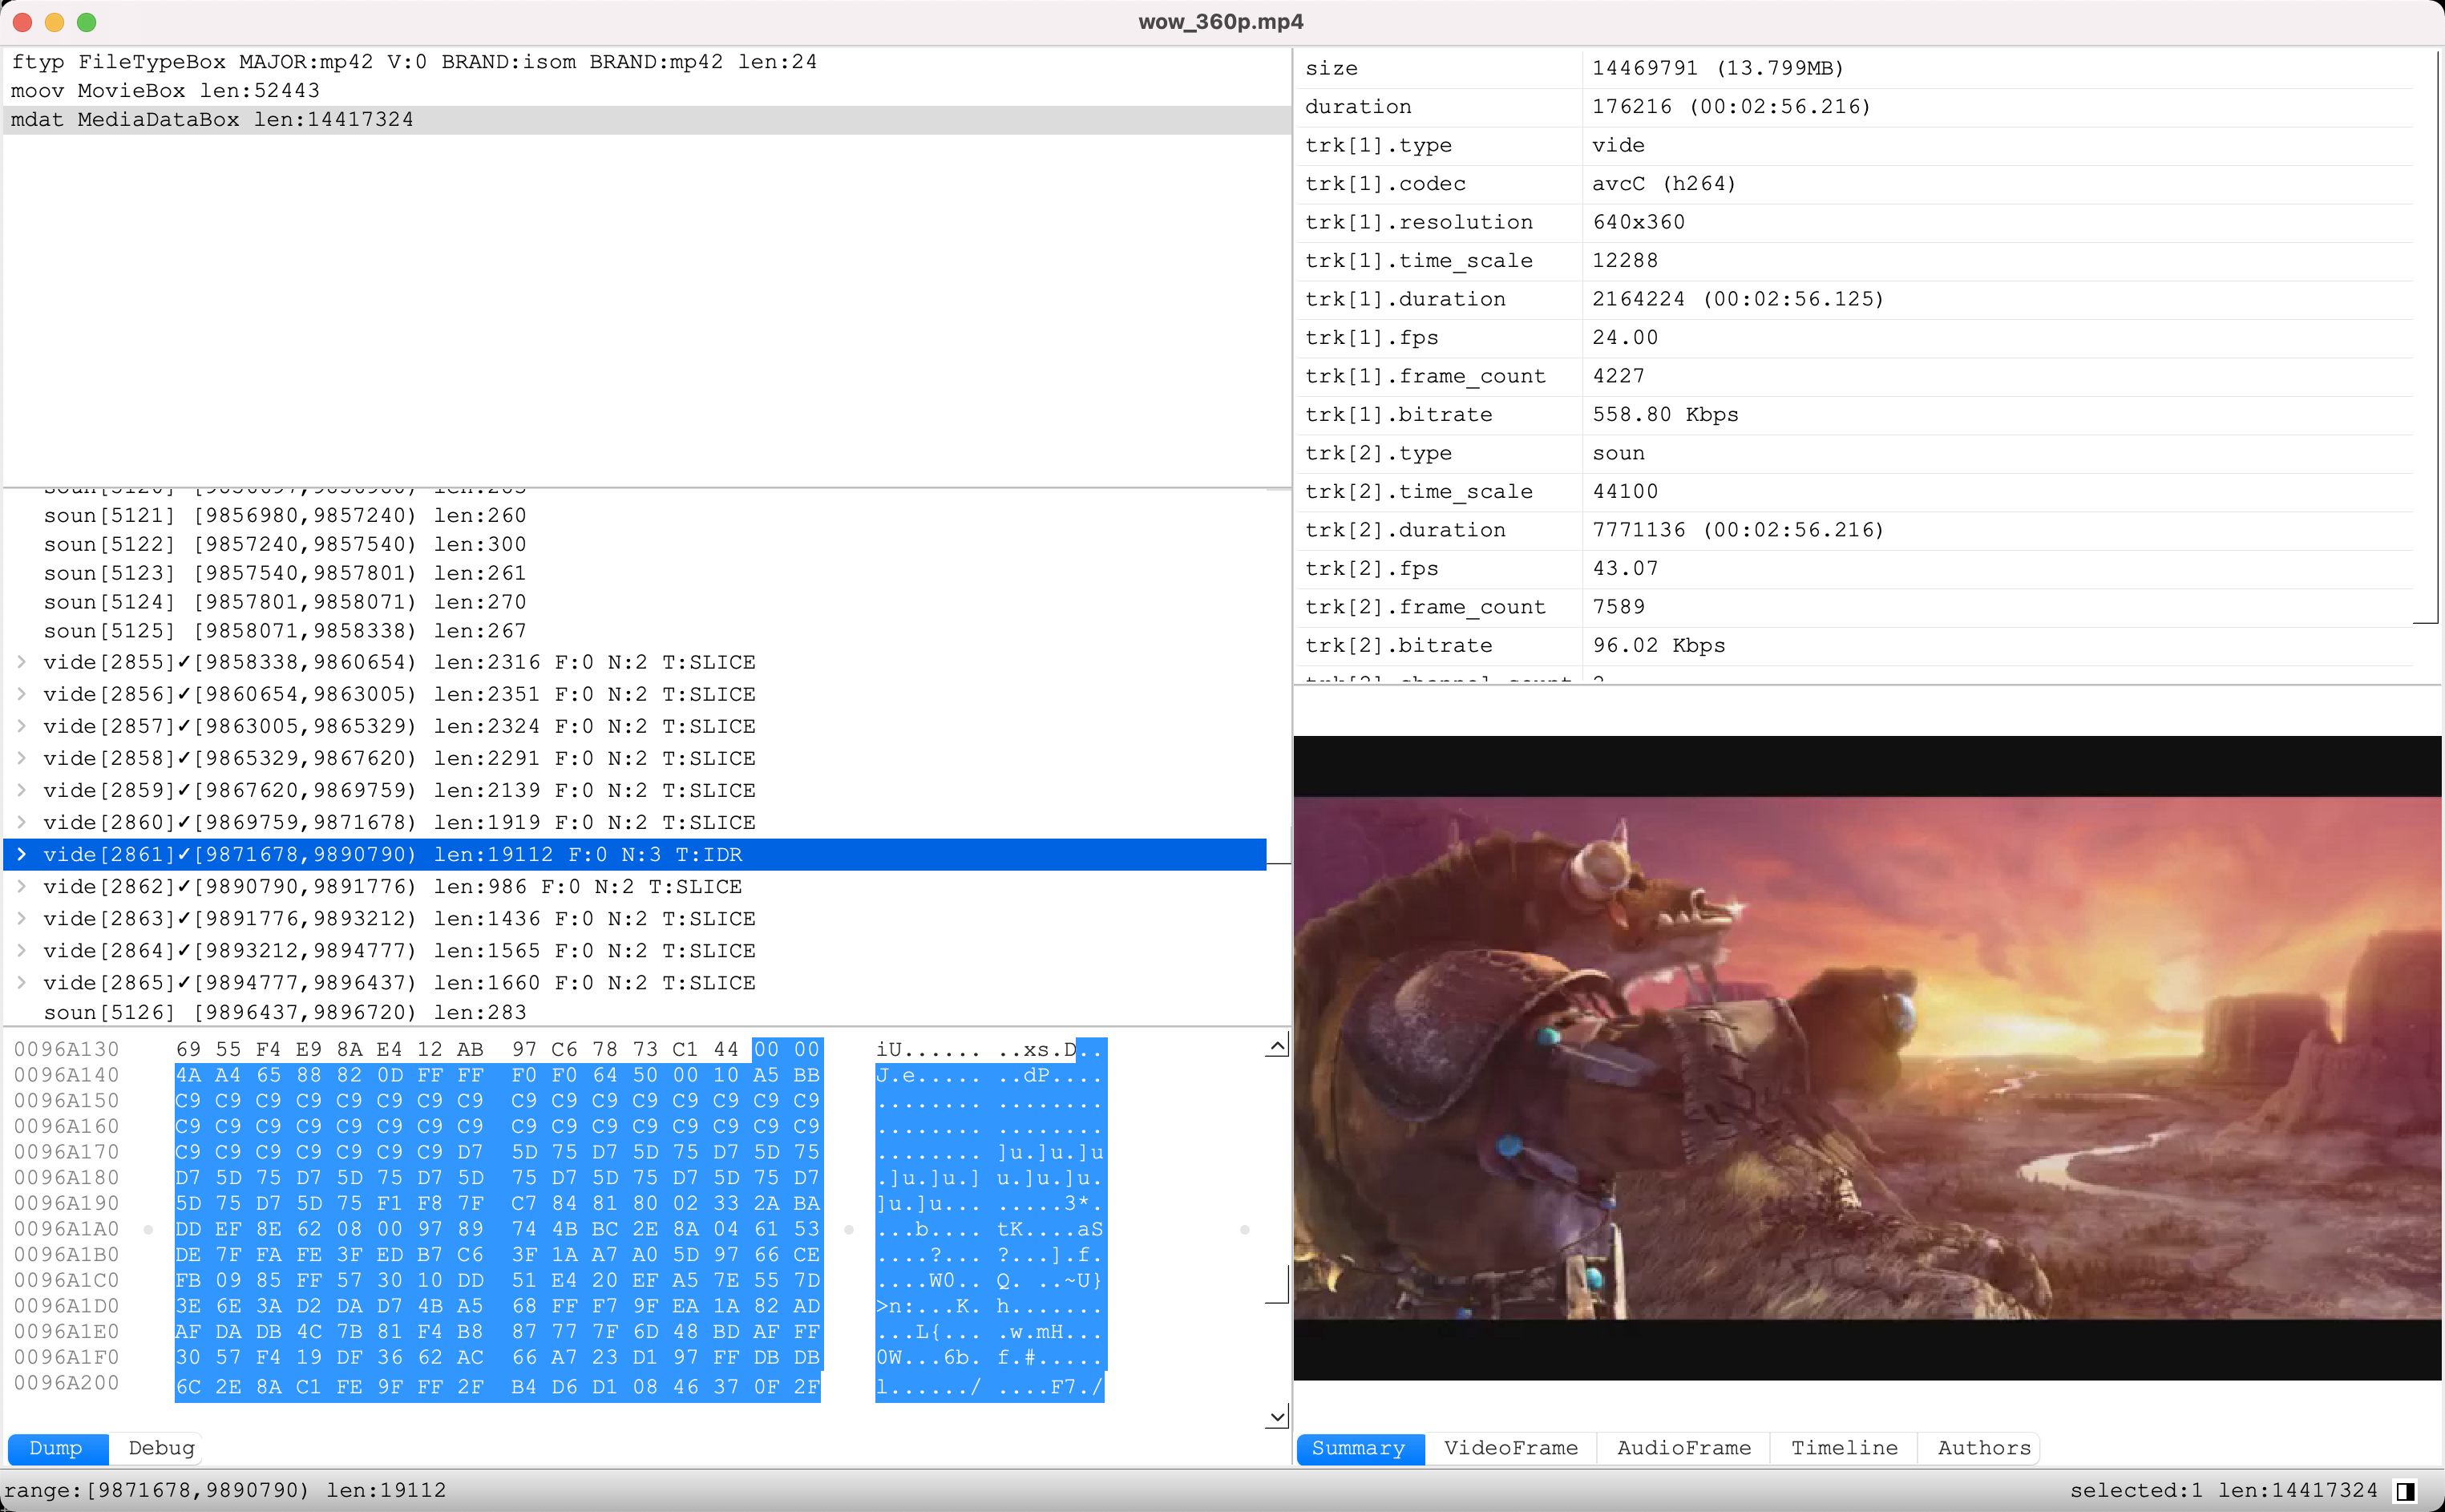 wow_360p.mp4
ftyp FileTypeBox MAJOR:mp42 V:0 BRAND:isom BRAND:mp42 len:24
moov MovieBox len:52443
mdat MediaDataBox len:14417324
soun[5121] [9856980,9857240) len:260
soun[5122] [9857240,9857540) len:300
soun[5123] [9857540,9857801) len:261
soun[5124] [9857801,9858071) len:270
soun[5125] [9858071,9858338) len:267
vide[2855]✓[9858338,9860654) len:2316 F:0 N:2 T:SLICE
vide[2856]✓[9860654,9863005) len:2351 F:0 N:2 T:SLICE
vide[2857]✓[9863005,9865329) len:2324 F:0 N:2 T:SLICE
vide[2858]✓[9865329,9867620) len:2291 F:0 N:2 T:SLICE
vide[2859]✓[9867620,9869759) len:2139 F:0 N:2 T:SLICE
vide[2860]✓[9869759,9871678) len:1919 F:0 N:2 T:SLICE
vide[2861]✓[9871678,9890790) len:19112 F:0 N:3 T:IDR
vide[2862]✓[9890790,9891776) len:986 F:0 N:2 T:SLICE
vide[2863]✓[9891776,9893212) len:1436 F:0 N:2 T:SLICE
vide[2864]✓[9893212,9894777) len:1565 F:0 N:2 T:SLICE
vide[2865]✓[9894777,9896437) len:1660 F:0 N:2 T:SLICE
soun[5126] [9896437,9896720) len:283
0096A130 69 55 F4 E9 8A E4 12 AB 97 C6 78 73 C1 44 00 00 iU...... ..xs.D..
0096A140 4A A4 65 88 82 0D FF FF F0 F0 64 50 00 10 A5 BB J.e..... ..dP....
0096A150 C9 C9 C9 C9 C9 C9 C9 C9 C9 C9 C9 C9 C9 C9 C9 C9 ........ ........
0096A160 C9 C9 C9 C9 C9 C9 C9 C9 C9 C9 C9 C9 C9 C9 C9 C9 ........ ........
0096A170 C9 C9 C9 C9 C9 C9 C9 D7 5D 75 D7 5D 75 D7 5D 75 ........ ]u.]u.]u
0096A180 D7 5D 75 D7 5D 75 D7 5D 75 D7 5D 75 D7 5D 75 D7 .]u.]u.] u.]u.]u.
0096A190 5D 75 D7 5D 75 F1 F8 7F C7 84 81 80 02 33 2A BA ]u.]u... .....3*.
0096A1A0 DD EF 8E 62 08 00 97 89 74 4B BC 2E 8A 04 61 53 ...b.... tK....aS
0096A1B0 DE 7F FA FE 3F ED B7 C6 3F 1A A7 A0 5D 97 66 CE ....?... ?...].f.
0096A1C0 FB 09 85 FF 57 30 10 DD 51 E4 20 EF A5 7E 55 7D ....W0.. Q. ..~U}
0096A1D0 3E 6E 3A D2 DA D7 4B A5 68 FF F7 9F EA 1A 82 AD >n:...K. h.......
0096A1E0 AF DA DB 4C 7B 81 F4 B8 87 77 7F 6D 48 BD AF FF ...L{... .w.mH...
0096A1F0 30 57 F4 19 DF 36 62 AC 66 A7 23 D1 97 FF DB DB 0W...6b. f.#.....
0096A200 6C 2E 8A C1 FE 9F FF 2F B4 D6 D1 08 46 37 0F 2F l....../ ....F7./
Dump Debug
range:[9871678,9890790) len:19112
size 14469791 (13.799MB)
duration 176216 (00:02:56.216)
trk[1].type vide
trk[1].codec avcC (h264)
trk[1].resolution 640x360
trk[1].time_scale 12288
trk[1].duration 2164224 (00:02:56.125)
trk[1].fps 24.00
trk[1].frame_count 4227
trk[1].bitrate 558.80 Kbps
trk[2].type soun
trk[2].time_scale 44100
trk[2].duration 7771136 (00:02:56.216)
trk[2].fps 43.07
trk[2].frame_count 7589
trk[2].bitrate 96.02 Kbps
Summary VideoFrame AudioFrame Timeline Authors
selected:1 len:14417324